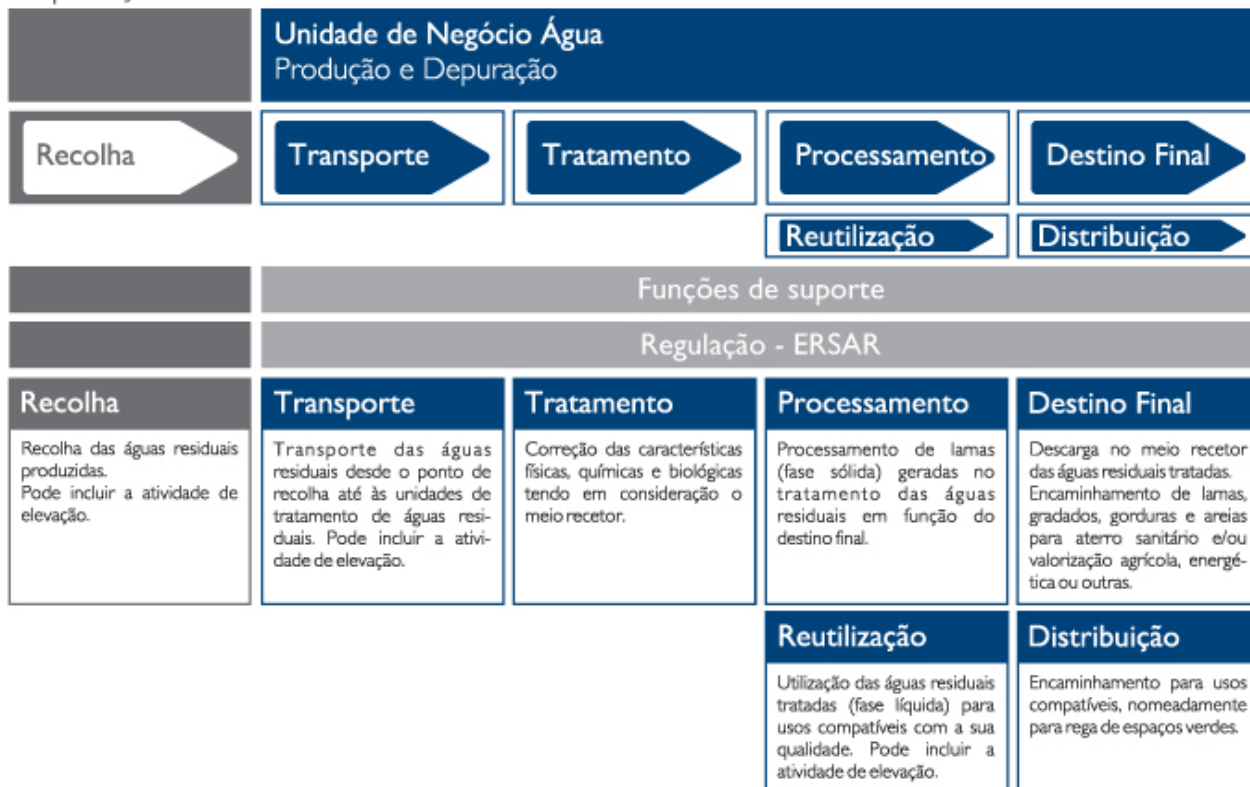 Unidade de Negócio Água
Produção e Depuração
Recolha
Transporte
Tratamento
Processamento
Destino Final
Reutilização
Distribuição
Funções de suporte
Regulação - ERSAR
Recolha
Recolha das águas residuais
produzidas.
Pode incluir a atividade de
elevação.
Transporte
Transporte das águas
residuais desde o ponto de
recolha até às unidades de
tratamento de águas resi-
duais. Pode incluir a ativi-
dade de elevação.
Tratamento
Correção das características
físicas, químicas e biológicas
tendo em consideração o
meio recetor.
Processamento
Processamento de lamas
(fase sólida) geradas no
tratamento das águas
residuais em função do
destino final.
Destino Final
Descarga no meio recetor
das águas residuais tratadas.
Encaminhamento de lamas,
gradados, gorduras e areias
para aterro sanitário e/ou
valorização agrícola, energé-
tica ou outras.
Reutilização
Utilização das águas residuais
tratadas (fase líquida) para
usos compatíveis com a sua
qualidade. Pode incluir a
atividade de elevação.
Distribuição
Encaminhamento para usos
compatíveis, nomeadamente
para rega de espaços verdes.